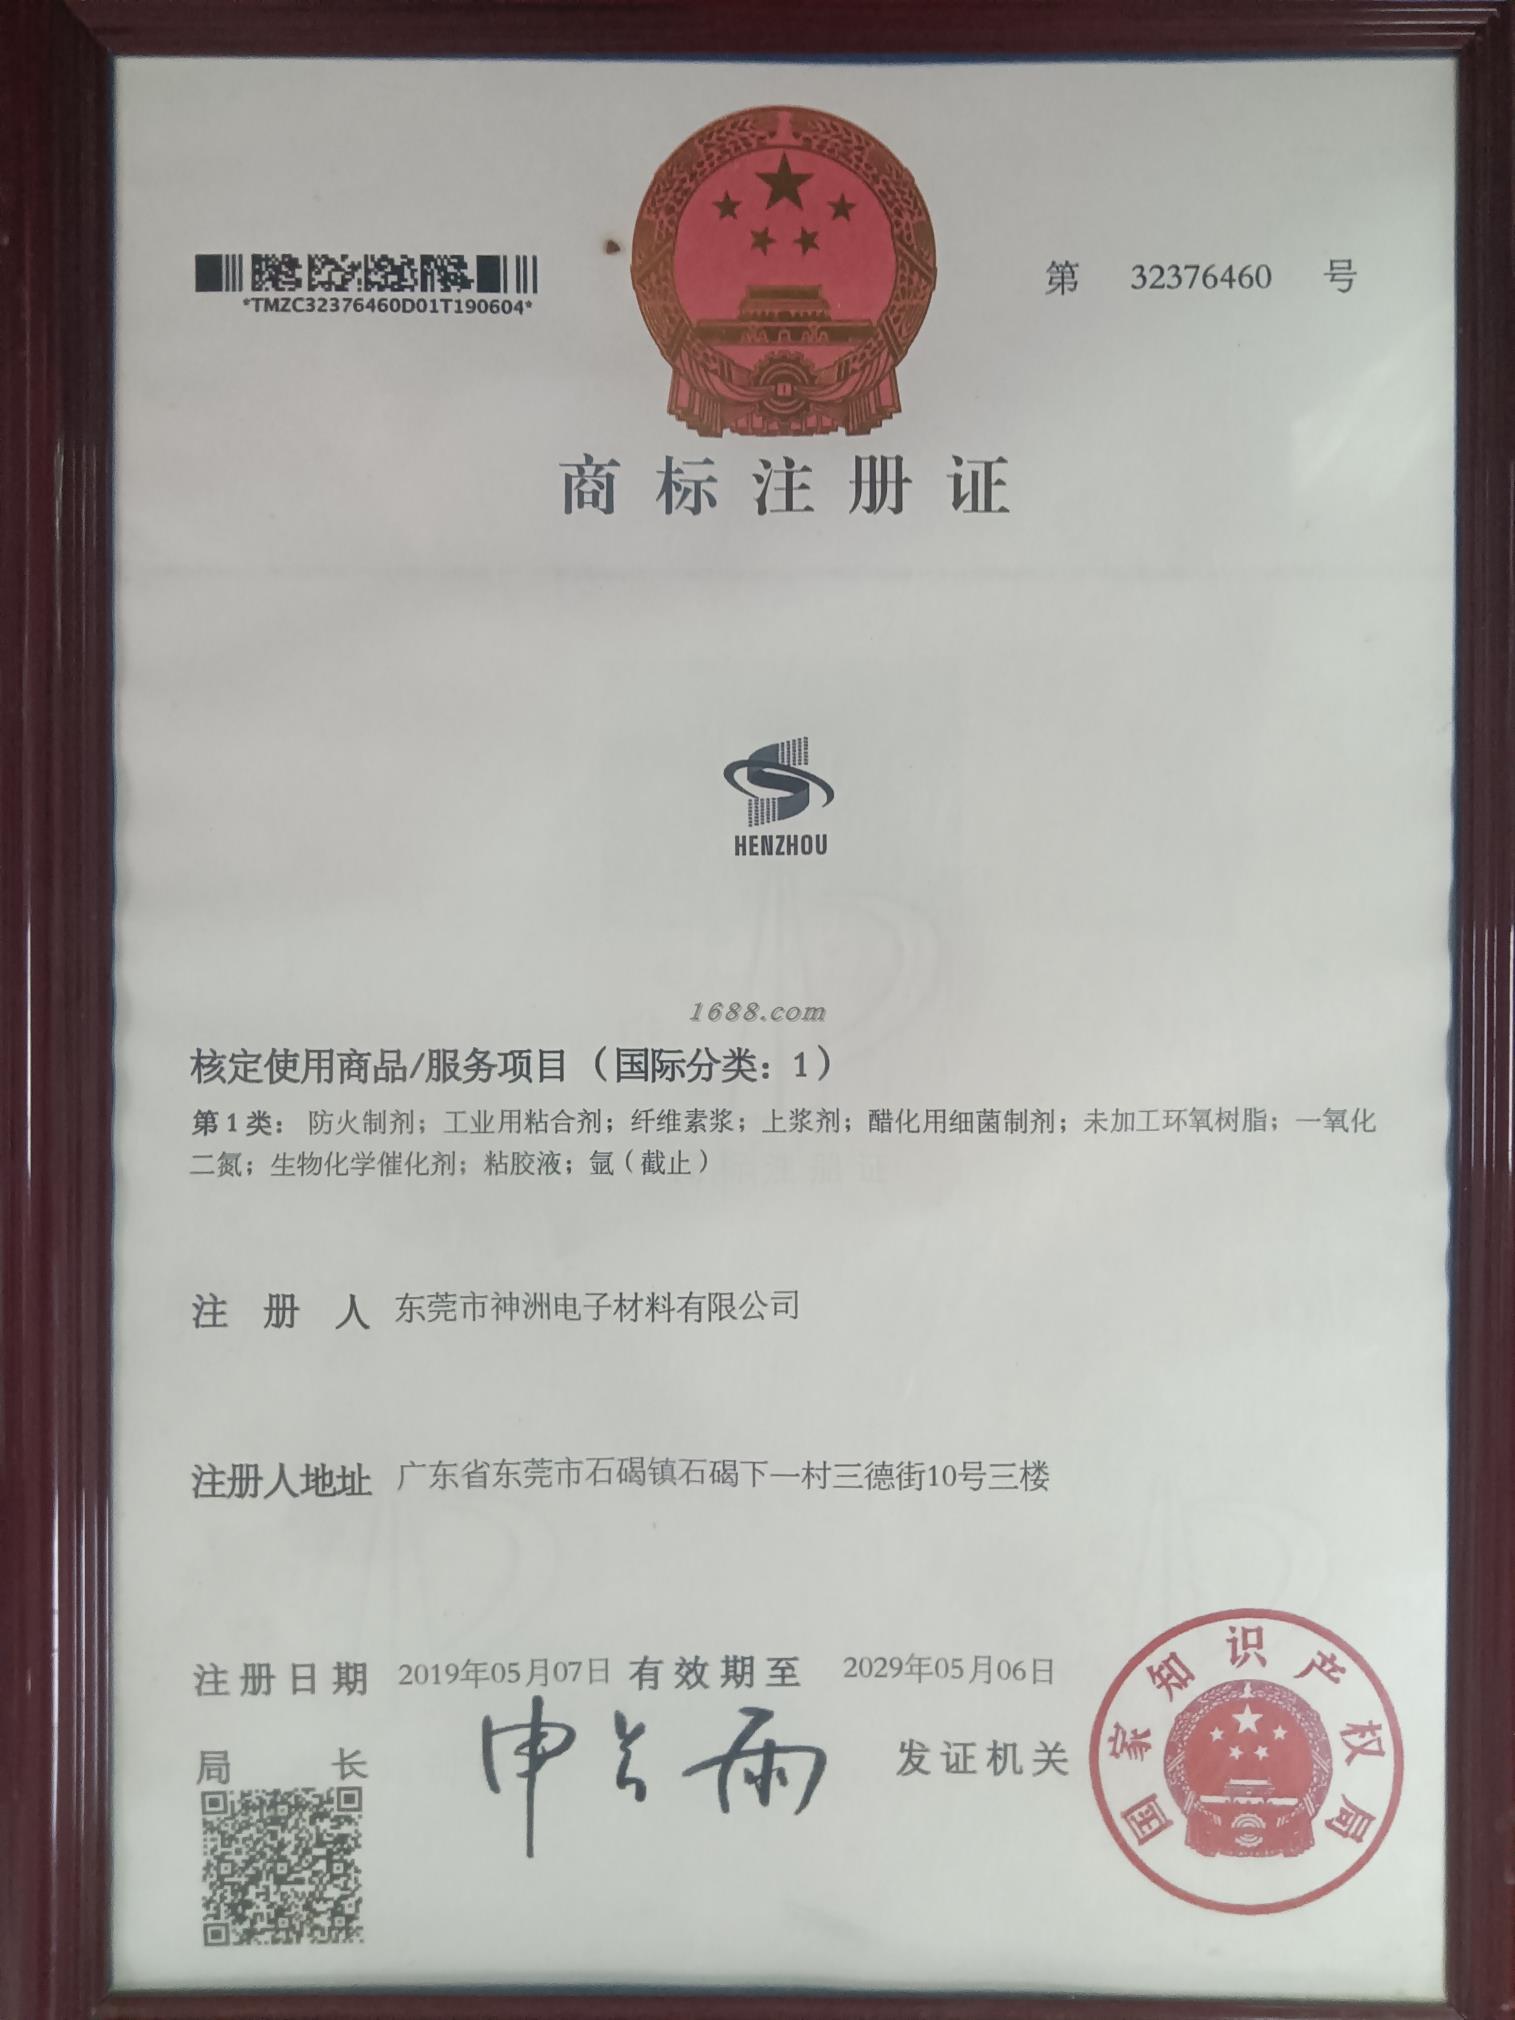 *TMZC32376460D01T190604*
第 32376460 号
商标注册证
HENZHOU
1688.com
核定使用商品/服务项目（国际分类：1）
第1类：防火制剂；工业用粘合剂；纤维素浆；上浆剂；醋化用细菌制剂；未加工环氧树脂；一氧化
二氮；生物化学催化剂；粘胶液；氩（截止）
注册人 东莞市神洲电子材料有限公司
注册人地址 广东省东莞市石碣镇石碣下一村三德街10号三楼
注册日期 2019年05月07日 有效期至 2029年05月06日
局长 申长雨 发证机关
国家知识产权局